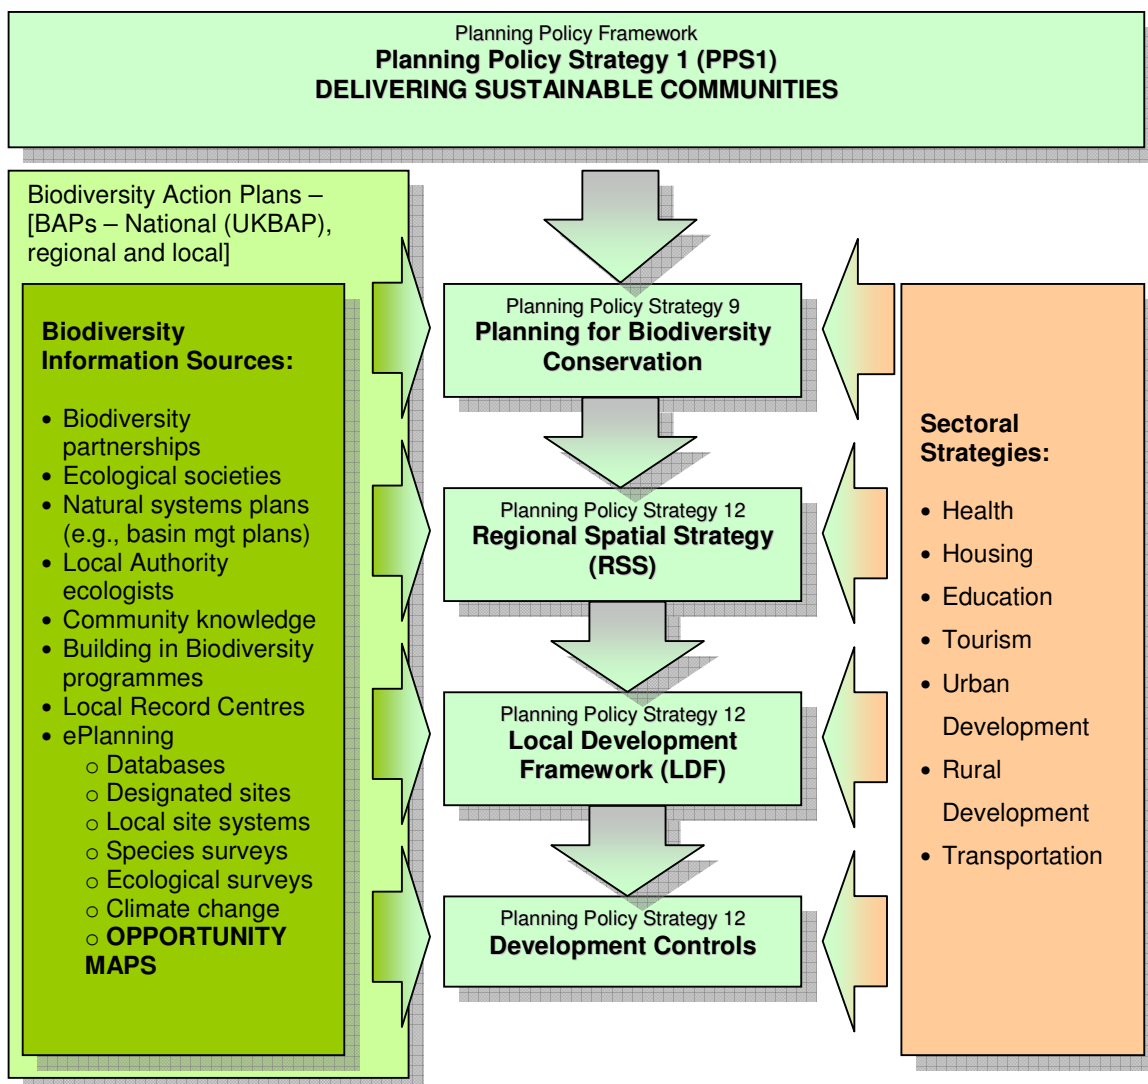 Planning Policy Framework
Planning Policy Strategy 1 (PPS1)
DELIVERING SUSTAINABLE COMMUNITIES
Biodiversity Action Plans –
[BAPs – National (UKBAP),
regional and local]
Biodiversity
Information Sources:
• Biodiversity
partnerships
• Ecological societies
• Natural systems plans
(e.g., basin mgt plans)
• Local Authority
ecologists
• Community knowledge
• Building in Biodiversity
programmes
• Local Record Centres
• ePlanning
o Databases
o Designated sites
o Local site systems
o Species surveys
o Ecological surveys
o Climate change
o OPPORTUNITY
MAPS
Planning Policy Strategy 9
Planning for Biodiversity
Conservation
Planning Policy Strategy 12
Regional Spatial Strategy
(RSS)
Planning Policy Strategy 12
Local Development
Framework (LDF)
Planning Policy Strategy 12
Development Controls
Sectoral
Strategies:
• Health
• Housing
• Education
• Tourism
• Urban
Development
• Rural
Development
• Transportation